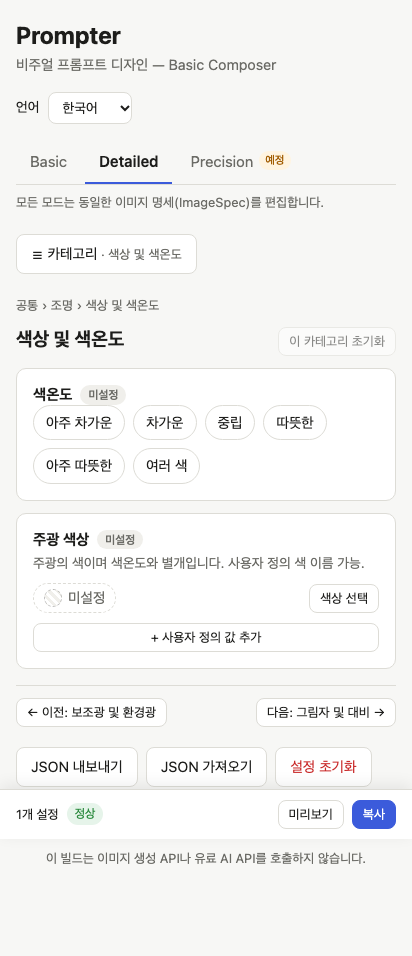 Prompter
비주얼 프롬프트 디자인 — Basic Composer
언어 한국어
Basic Detailed Precision 예정
모든 모드는 동일한 이미지 명세(ImageSpec)를 편집합니다.
≡ 카테고리 · 색상 및 색온도
공통 › 조명 › 색상 및 색온도
색상 및 색온도 이 카테고리 초기화
색온도 미설정
아주 차가운 차가운 중립 따뜻한
아주 따뜻한 여러 색
주광 색상 미설정
주광의 색이며 색온도와 별개입니다. 사용자 정의 색 이름 가능.
미설정 색상 선택
+ 사용자 정의 값 추가
← 이전: 보조광 및 환경광 다음: 그림자 및 대비 →
JSON 내보내기 JSON 가져오기 설정 초기화
1개 설정 정상 미리보기 복사
이 빌드는 이미지 생성 API나 유료 AI API를 호출하지 않습니다.